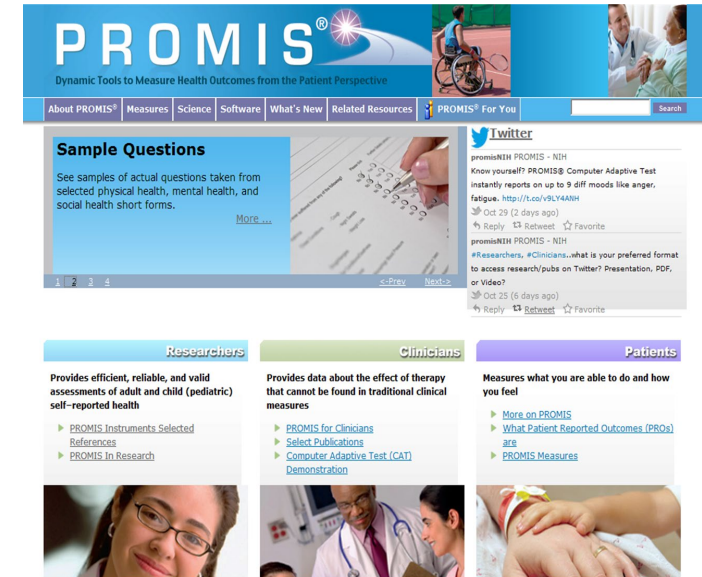 PROMIS®
Dynamic Tools to Measure Health Outcomes from the Patient Perspective
About PROMIS® Measures Science Software What's New Related Resources PROMIS® For You Search
Sample Questions
See samples of actual questions taken from
selected physical health, mental health, and
social health short forms.
More ...
1 2 3 4 <-Prev Next->
Twitter
promisNIH PROMIS - NIH
Know yourself? PROMIS® Computer Adaptive Test
instantly reports on up to 9 diff moods like anger,
fatigue. http://t.co/v9LY4ANH
Oct 29 (2 days ago)
Reply Retweet Favorite
promisNIH PROMIS - NIH
#Researchers, #Clinicians..what is your preferred format
to access research/pubs on Twitter? Presentation, PDF,
or Video?
Oct 25 (6 days ago)
Reply Retweet Favorite
Researchers
Provides efficient, reliable, and valid
assessments of adult and child (pediatric)
self-reported health
PROMIS Instruments Selected
References
PROMIS In Research
Clinicians
Provides data about the effect of therapy
that cannot be found in traditional clinical
measures
PROMIS for Clinicians
Select Publications
Computer Adaptive Test (CAT)
Demonstration
Patients
Measures what you are able to do and how
you feel
More on PROMIS
What Patient Reported Outcomes (PROs)
are
PROMIS Measures